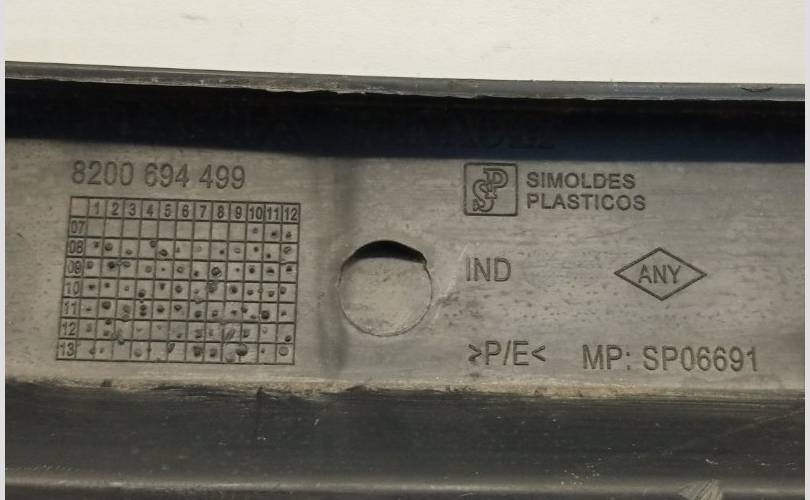 8200 694 499
1 2 3 4 5 6 7 8 9 10 11 12
07
08
09
10
11
12
13
SP
SIMOLDES
PLASTICOS
IND
ANY
>P/E<
MP: SP06691